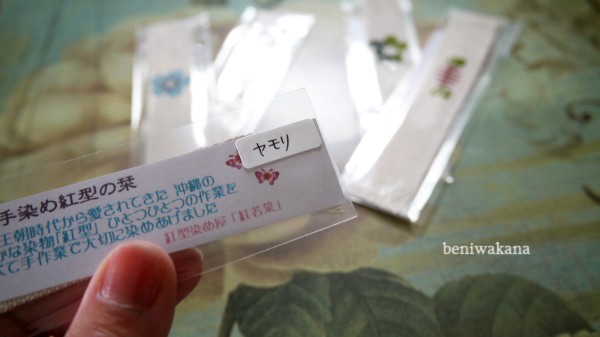 ヤモリ
手染め紅型の栞
王朝時代から愛されてきた 沖縄の
な染物「紅型」 ひとつひとつの作業を
て手作業で大切に染めあげました
紅型染め屋「紅若菜」
beniwakana